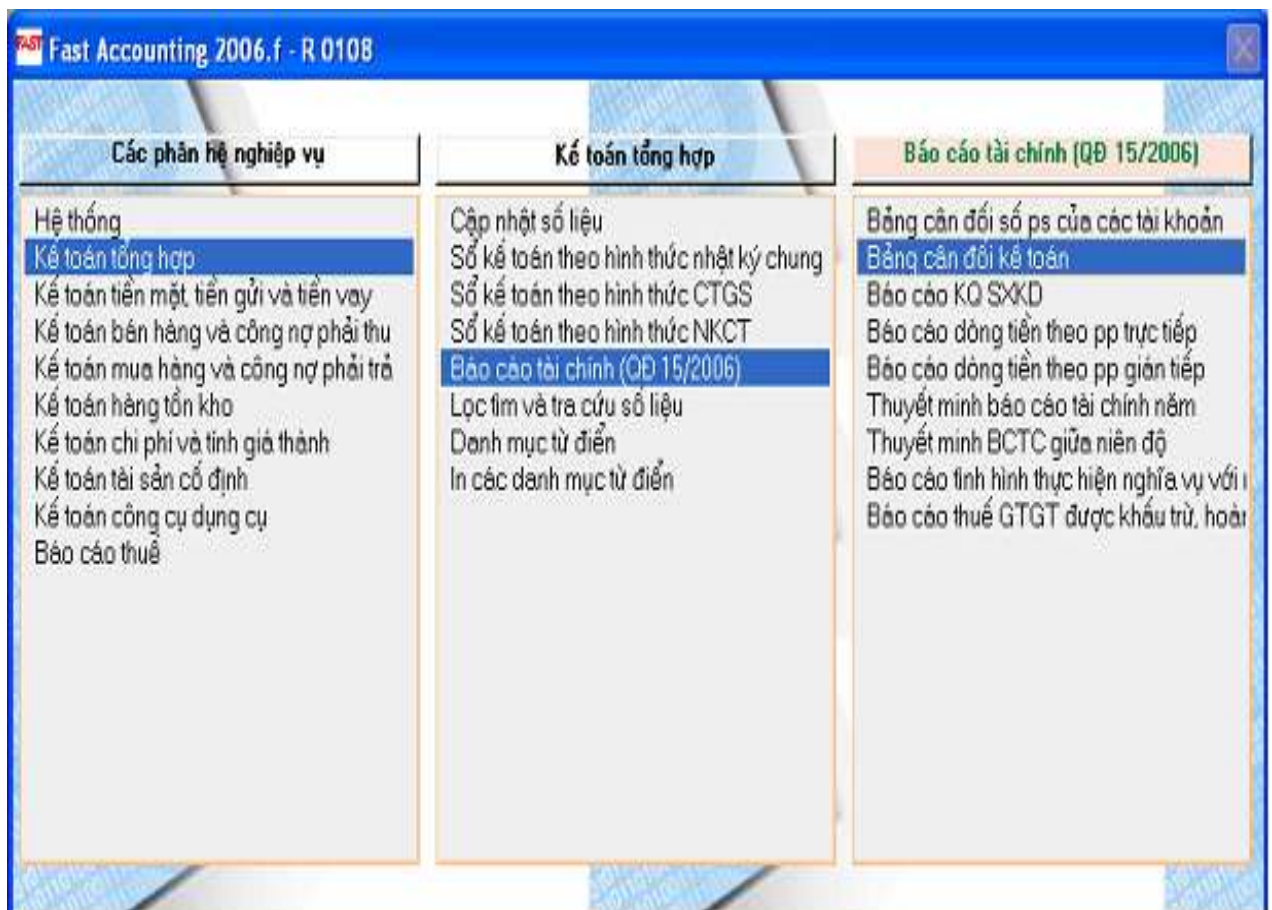 FAST Fast Accounting 2006.f - R 0108
Các phân hệ nghiệp vụ
Hệ thống
Kế toán tổng hợp
Kế toán tiền mặt, tiền gửi và tiền vay
Kế toán bán hàng và công nợ phải thu
Kế toán mua hàng và công nợ phải trả
Kế toán hàng tồn kho
Kế toán chi phí và tính giá thành
Kế toán tài sản cố định
Kế toán công cụ dụng cụ
Báo cáo thuế
Kế toán tổng hợp
Cập nhật số liệu
Sổ kế toán theo hình thức nhật ký chung
Sổ kế toán theo hình thức CTGS
Sổ kế toán theo hình thức NKCT
Báo cáo tài chính (QĐ 15/2006)
Lọc tìm và tra cứu số liệu
Danh mục từ điển
In các danh mục từ điển
Báo cáo tài chính (QĐ 15/2006)
Bảng cân đối số ps của các tài khoản
Bảng cân đối kế toán
Báo cáo KQ SXKD
Báo cáo dòng tiền theo pp trực tiếp
Báo cáo dòng tiền theo pp gián tiếp
Thuyết minh báo cáo tài chính năm
Thuyết minh BCTC giữa niên độ
Báo cáo tình hình thực hiện nghĩa vụ với
Báo cáo thuế GTGT được khấu trừ, hoàn